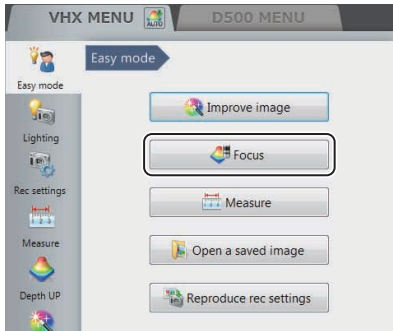 VHX MENU AUTO D500 MENU
Easy mode
Easy mode
Improve image
Lighting
Focus
Rec settings
Measure
Measure
Open a saved image
Depth UP
Reproduce rec settings